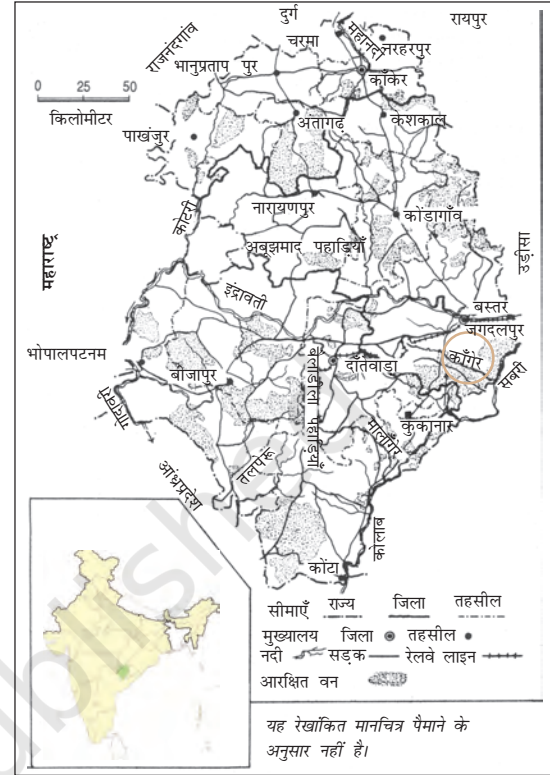 दुर्ग
रायपुर
राजनंदगांव
चरमा
महानदी
नरहरपुर
भानुप्रताप पुर
काँकेर
0 25 50
किलोमीटर
अंतागढ़
केशकाल
पाखंजुर
कोटरी
नारायणपुर
कोंडागाँव
महाराष्ट्र
अबूझमाद पहाड़ियाँ
उड़ीसा
इंद्रावती
बस्तर
जगदलपुर
भोपालपटनम
बीजापुर
दाँतेवाड़ा
काँगेर
सबरी
गोदावरी
बैलाडीला पहाड़ियाँ
कुकानार
मालाँगेर
तलपेरू
आंध्रप्रदेश
कोलाब
कोंटा
सीमाएँ राज्य जिला तहसील
मुख्यालय जिला तहसील
नदी सड़क रेलवे लाइन
आरक्षित वन
यह रेखांकित मानचित्र पैमाने के
अनुसार नहीं है।